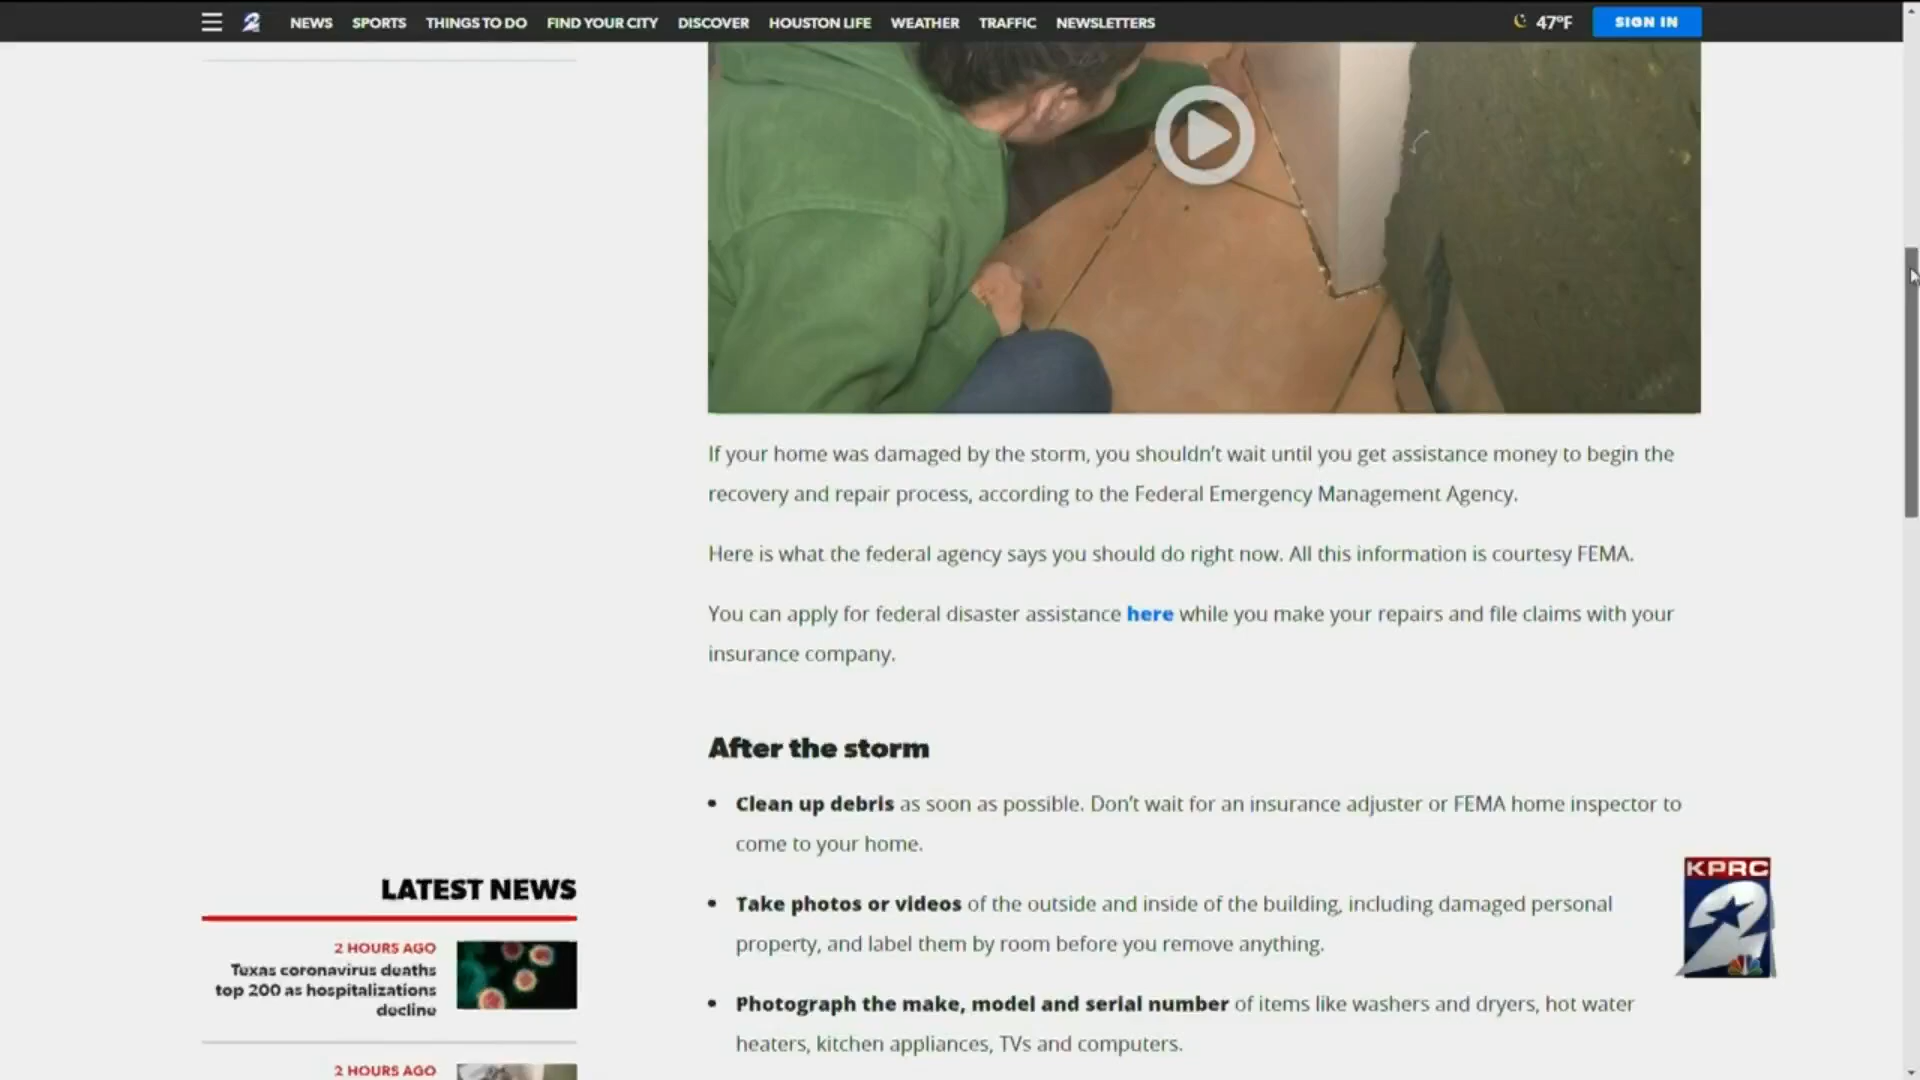 NEWS SPORTS THINGS TO DO FIND YOUR CITY DISCOVER HOUSTON LIFE WEATHER TRAFFIC NEWSLETTERS 47°F SIGN IN
If your home was damaged by the storm, you shouldn't wait until you get assistance money to begin the
recovery and repair process, according to the Federal Emergency Management Agency.
Here is what the federal agency says you should do right now. All this information is courtesy FEMA.
You can apply for federal disaster assistance here while you make your repairs and file claims with your
insurance company.
After the storm
• Clean up debris as soon as possible. Don't wait for an insurance adjuster or FEMA home inspector to
come to your home.
• Take photos or videos of the outside and inside of the building, including damaged personal
property, and label them by room before you remove anything.
• Photograph the make, model and serial number of items like washers and dryers, hot water
heaters, kitchen appliances, TVs and computers.
LATEST NEWS
2 HOURS AGO
Texas coronavirus deaths
top 200 as hospitalizations
decline
2 HOURS AGO
KPRC
2